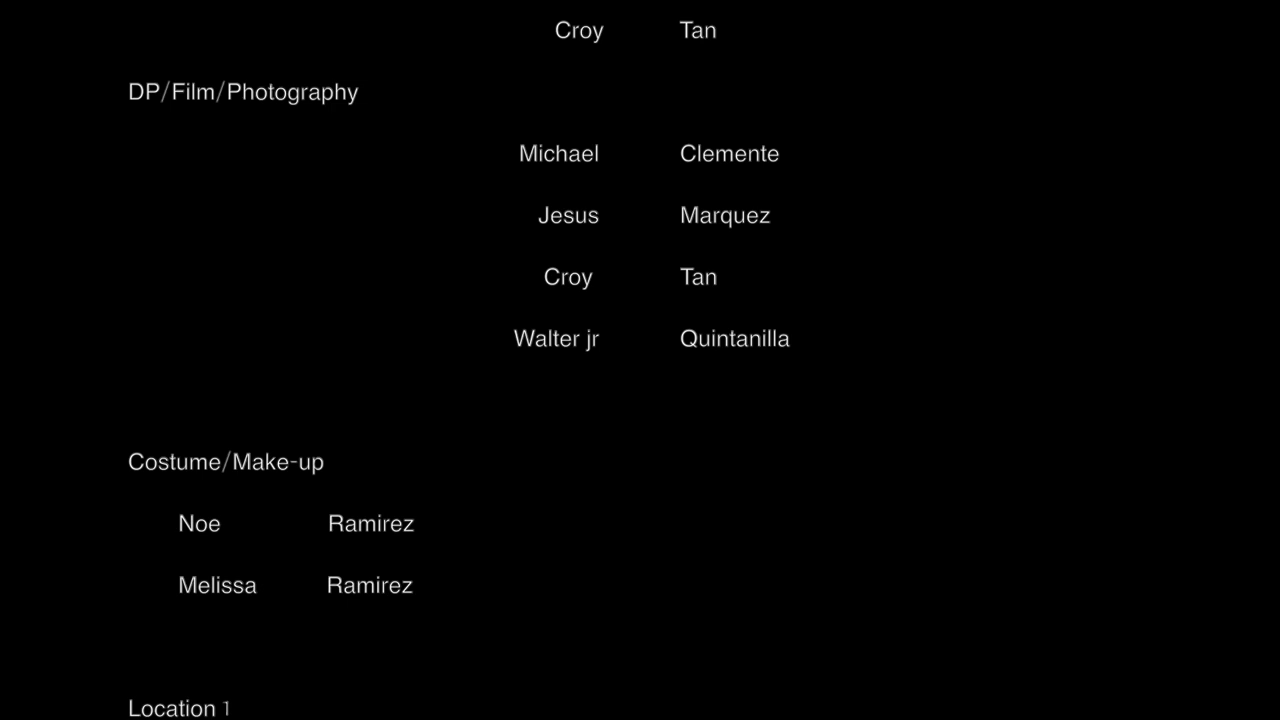 Croy Tan
DP/Film/Photography
Michael Clemente
Jesus Marquez
Croy Tan
Walter jr Quintanilla
Costume/Make-up
Noe Ramirez
Melissa Ramirez
Location 1